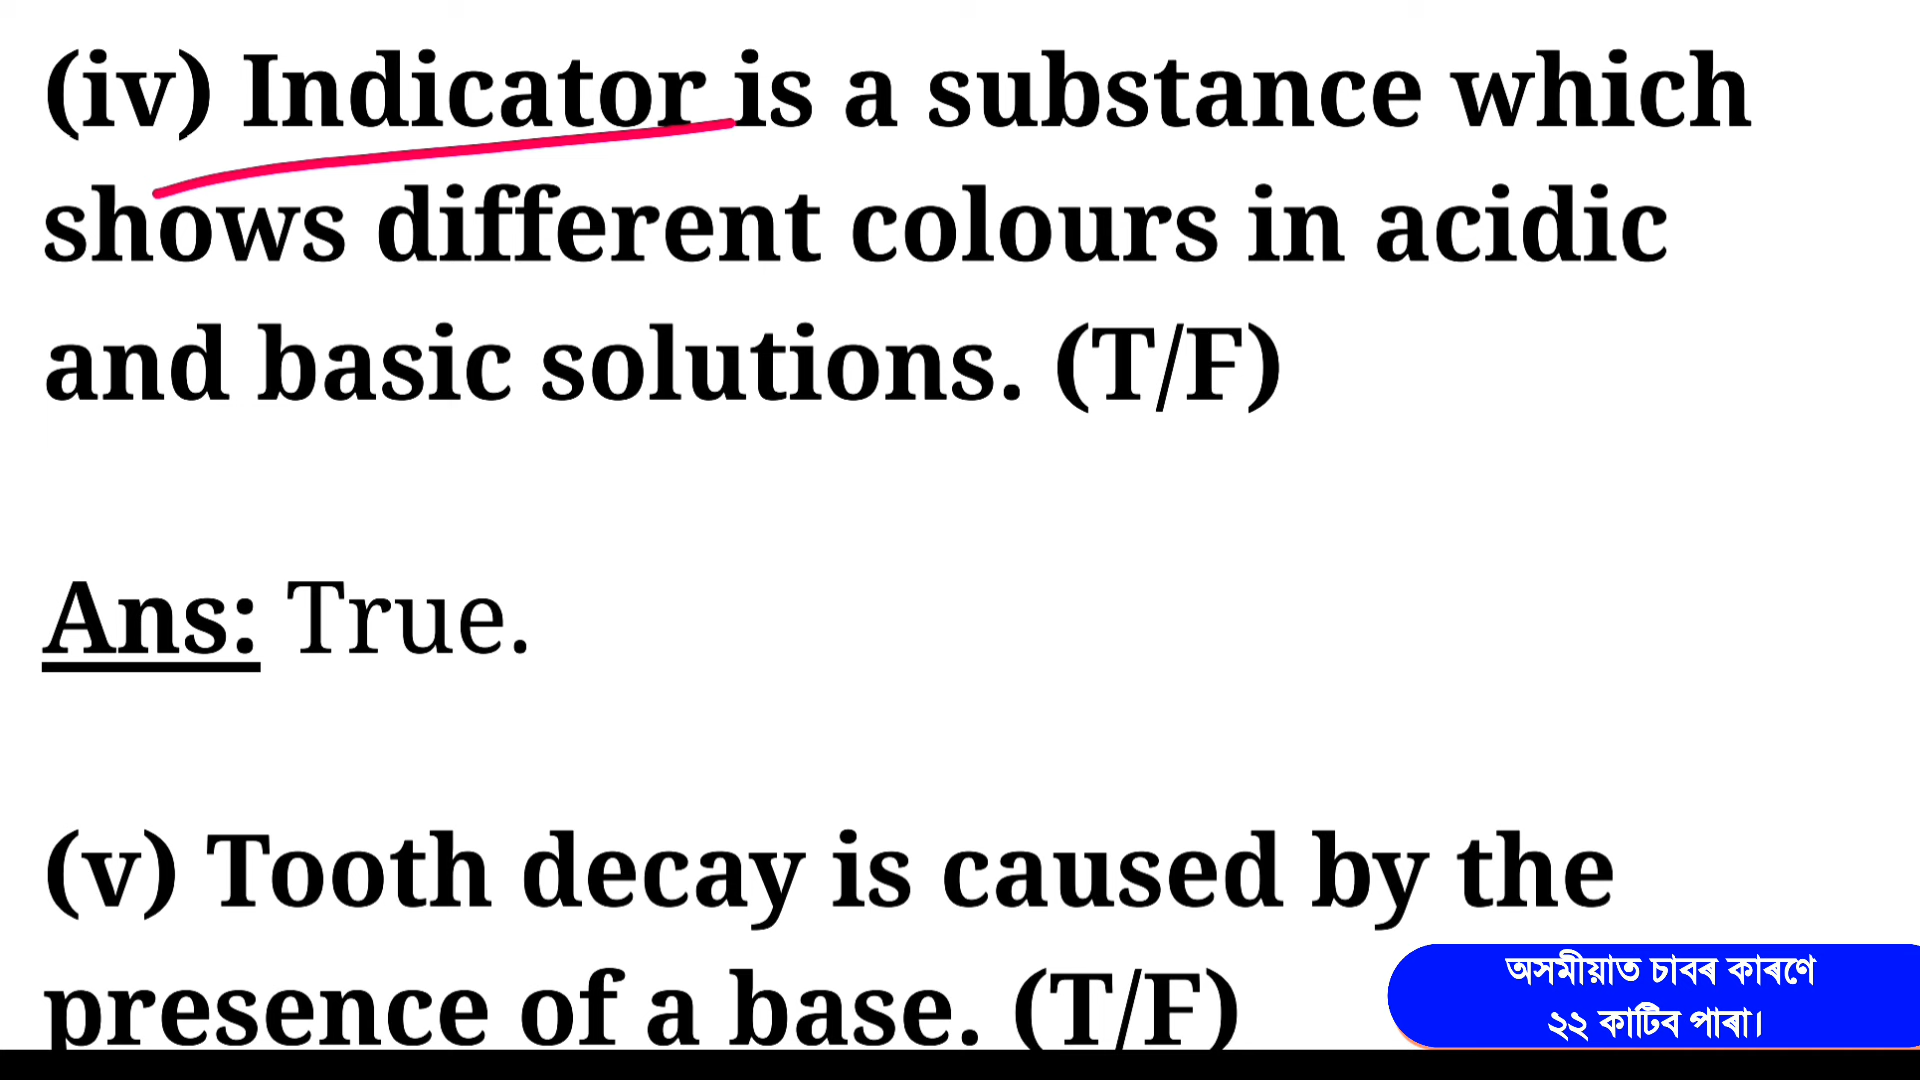 (iv) Indicator is a substance which
shows different colours in acidic
and basic solutions. (T/F)
Ans: True.
(v) Tooth decay is caused by the
presence of a base. (T/F)
অসমীয়াত চাবৰ কাৰণে
২২ কাটিব পাৰা।